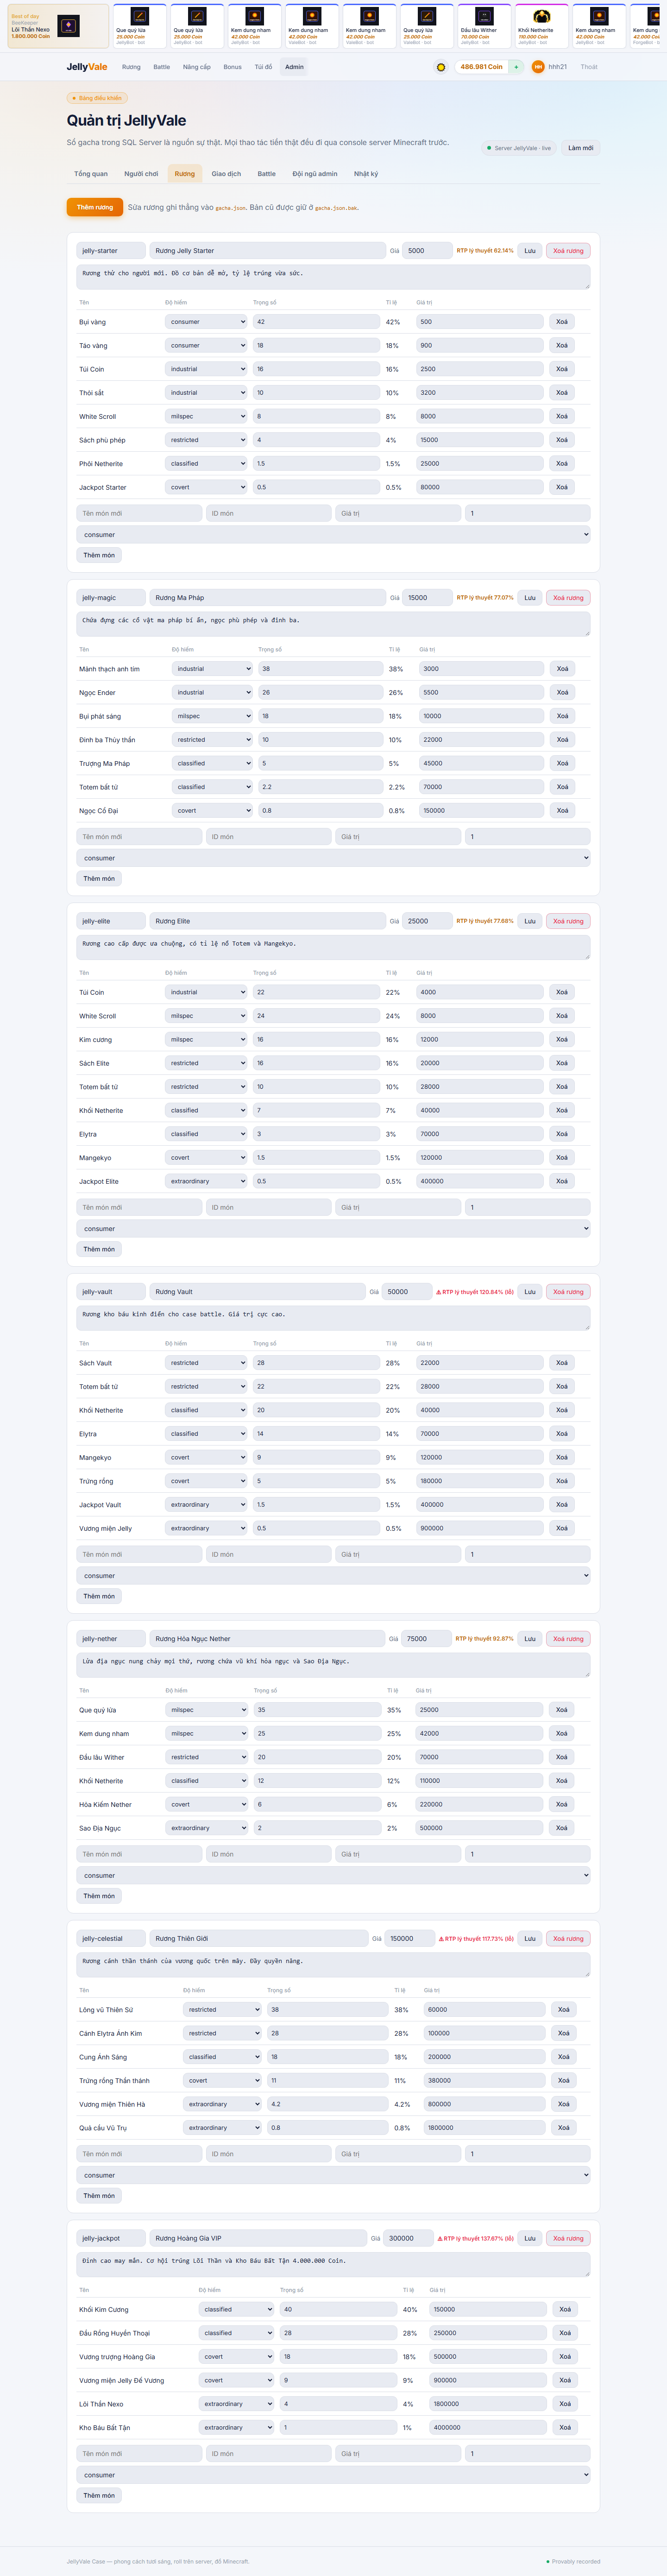 Best of day
BeeKeeper
Lõi Thần Nexo
1.800.000 Coin
Que quỷ lửa
25.000 Coin
JellyBot · bot
Que quỷ lửa
25.000 Coin
JellyBot · bot
Kem dung nham
42.000 Coin
JellyBot · bot
Kem dung nham
42.000 Coin
ValeBot · bot
Kem dung nham
42.000 Coin
ValeBot · bot
Que quỷ lửa
25.000 Coin
ValeBot · bot
Đầu lâu Wither
70.000 Coin
JellyBot · bot
Khối Netherite
110.000 Coin
JellyBot · bot
Kem dung nham
42.000 Coin
JellyBot · bot
Kem dung
42.000 Coin
JellyVale Rương Battle Nâng cấp Bonus Túi đồ Admin 486.981 Coin + HH hhh21 Thoát
Bảng điều khiển
Quản trị JellyVale
Sổ gacha trong SQL Server là nguồn sự thật. Mọi thao tác tiền thật đều đi qua console server Minecraft trước.
Server JellyVale · live Làm mới
Tổng quan Người chơi Rương Giao dịch Battle Đội ngũ admin Nhật ký
Thêm rương Sửa rương ghi thẳng vào gacha.json. Bản cũ được giữ ở gacha.json.bak.
jelly-starter Rương Jelly Starter Giá 5000 RTP lý thuyết 62.14% Lưu Xoá rương
Rương thử cho người mới. Đồ cơ bản dễ mở, tỷ lệ trúng vừa sức.
Tên Độ hiếm Trọng số Tỉ lệ Giá trị
Bụi vàng consumer 42 42% 500 Xoá
Táo vàng consumer 18 18% 900 Xoá
Túi Coin industrial 16 16% 2500 Xoá
Thỏi sắt industrial 10 10% 3200 Xoá
White Scroll milspec 8 8% 8000 Xoá
Sách phù phép restricted 4 4% 15000 Xoá
Phôi Netherite classified 1.5 1.5% 25000 Xoá
Jackpot Starter covert 0.5 0.5% 80000 Xoá
Tên món mới ID món Giá trị 1
consumer
Thêm món
jelly-magic Rương Ma Pháp Giá 15000 RTP lý thuyết 77.07% Lưu Xoá rương
Chứa đựng các cổ vật ma pháp bí ẩn, ngọc phù phép và đinh ba.
Tên Độ hiếm Trọng số Tỉ lệ Giá trị
Mảnh thạch anh tím industrial 38 38% 3000 Xoá
Ngọc Ender industrial 26 26% 5500 Xoá
Bụi phát sáng milspec 18 18% 10000 Xoá
Đinh ba Thủy thần restricted 10 10% 22000 Xoá
Trượng Ma Pháp classified 5 5% 45000 Xoá
Totem bất tử classified 2.2 2.2% 70000 Xoá
Ngọc Cổ Đại covert 0.8 0.8% 150000 Xoá
Tên món mới ID món Giá trị 1
consumer
Thêm món
jelly-elite Rương Elite Giá 25000 RTP lý thuyết 77.68% Lưu Xoá rương
Rương cao cấp được ưa chuộng, có tỉ lệ nổ Totem và Mangekyo.
Tên Độ hiếm Trọng số Tỉ lệ Giá trị
Túi Coin industrial 22 22% 4000 Xoá
White Scroll milspec 24 24% 8000 Xoá
Kim cương milspec 16 16% 12000 Xoá
Sách Elite restricted 16 16% 20000 Xoá
Totem bất tử restricted 10 10% 28000 Xoá
Khối Netherite classified 7 7% 40000 Xoá
Elytra classified 3 3% 70000 Xoá
Mangekyo covert 1.5 1.5% 120000 Xoá
Jackpot Elite extraordinary 0.5 0.5% 400000 Xoá
Tên món mới ID món Giá trị 1
consumer
Thêm món
jelly-vault Rương Vault Giá 50000 ⚠ RTP lý thuyết 120.84% (lỗ) Lưu Xoá rương
Rương kho báu kinh điển cho case battle. Giá trị cực cao.
Tên Độ hiếm Trọng số Tỉ lệ Giá trị
Sách Vault restricted 28 28% 22000 Xoá
Totem bất tử restricted 22 22% 28000 Xoá
Khối Netherite classified 20 20% 40000 Xoá
Elytra classified 14 14% 70000 Xoá
Mangekyo covert 9 9% 120000 Xoá
Trứng rồng covert 5 5% 180000 Xoá
Jackpot Vault extraordinary 1.5 1.5% 400000 Xoá
Vương miện Jelly extraordinary 0.5 0.5% 900000 Xoá
Tên món mới ID món Giá trị 1
consumer
Thêm món
jelly-nether Rương Hỏa Ngục Nether Giá 75000 RTP lý thuyết 92.87% Lưu Xoá rương
Lửa địa ngục nung chảy mọi thứ, rương chứa vũ khí hỏa ngục và Sao Địa Ngục.
Tên Độ hiếm Trọng số Tỉ lệ Giá trị
Que quỷ lửa milspec 35 35% 25000 Xoá
Kem dung nham milspec 25 25% 42000 Xoá
Đầu lâu Wither restricted 20 20% 70000 Xoá
Khối Netherite classified 12 12% 110000 Xoá
Hỏa Kiếm Nether covert 6 6% 220000 Xoá
Sao Địa Ngục extraordinary 2 2% 500000 Xoá
Tên món mới ID món Giá trị 1
consumer
Thêm món
jelly-celestial Rương Thiên Giới Giá 150000 ⚠ RTP lý thuyết 117.73% (lỗ) Lưu Xoá rương
Rương cánh thần thánh của vương quốc trên mây. Đầy quyền năng.
Tên Độ hiếm Trọng số Tỉ lệ Giá trị
Lông vũ Thiên Sứ restricted 38 38% 60000 Xoá
Cánh Elytra Ánh Kim restricted 28 28% 100000 Xoá
Cung Ánh Sáng classified 18 18% 200000 Xoá
Trứng rồng Thần thánh covert 11 11% 380000 Xoá
Vương miện Thiên Hà extraordinary 4.2 4.2% 800000 Xoá
Quả cầu Vũ Trụ extraordinary 0.8 0.8% 1800000 Xoá
Tên món mới ID món Giá trị 1
consumer
Thêm món
jelly-jackpot Rương Hoàng Gia VIP Giá 300000 ⚠ RTP lý thuyết 137.67% (lỗ) Lưu Xoá rương
Đỉnh cao may mắn. Cơ hội trúng Lõi Thần và Kho Báu Bất Tận 4.000.000 Coin.
Tên Độ hiếm Trọng số Tỉ lệ Giá trị
Khối Kim Cương classified 40 40% 150000 Xoá
Đầu Rồng Huyền Thoại classified 28 28% 250000 Xoá
Vương trượng Hoàng Gia covert 18 18% 500000 Xoá
Vương miện Jelly Đế Vương covert 9 9% 900000 Xoá
Lõi Thần Nexo extraordinary 4 4% 1800000 Xoá
Kho Báu Bất Tận extraordinary 1 1% 4000000 Xoá
Tên món mới ID món Giá trị 1
consumer
Thêm món
JellyVale Case — phong cách tươi sáng, nơi trên server, đồ Minecraft.
Provably recorded